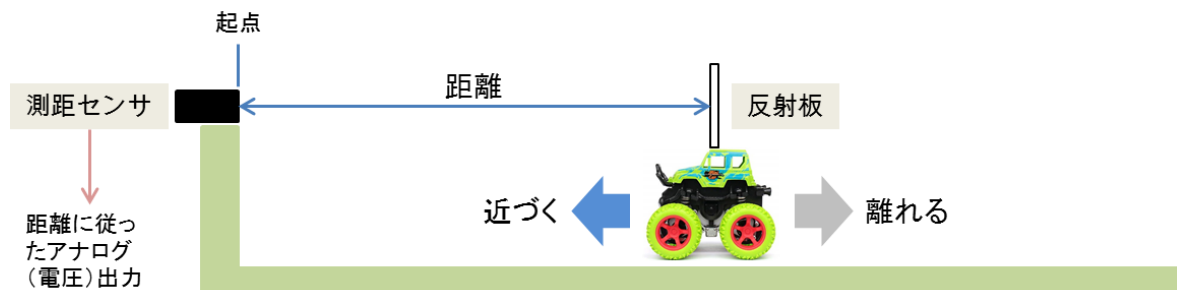 起点
距離
測距センサ
反射板
近づく
離れる
距離に従っ
たアナログ
(電圧)出力